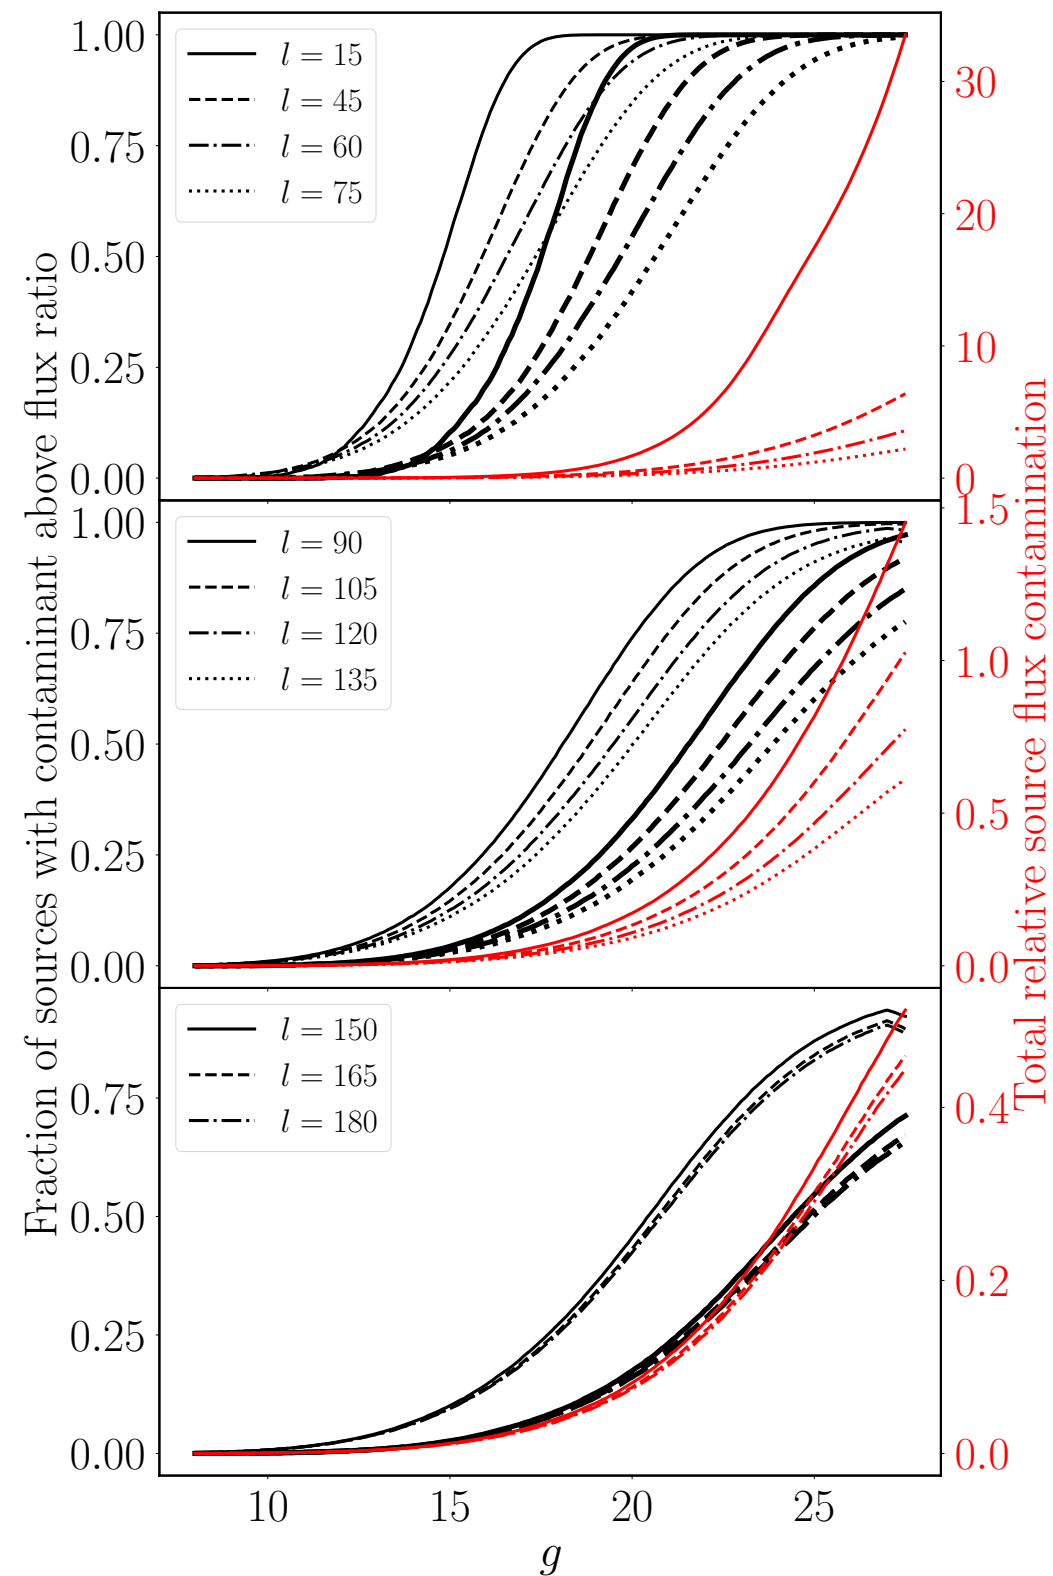 Fraction of sources with contaminant above flux ratio
Total relative source flux contamination
1.00
0.75
0.50
0.25
0.00
l = 15
l = 45
l = 60
l = 75
30
20
10
0
1.00
0.75
0.50
0.25
0.00
l = 90
l = 105
l = 120
l = 135
1.5
1.0
0.5
0.0
0.75
0.50
0.25
0.00
l = 150
l = 165
l = 180
0.4
0.2
0.0
10 15 20 25
g